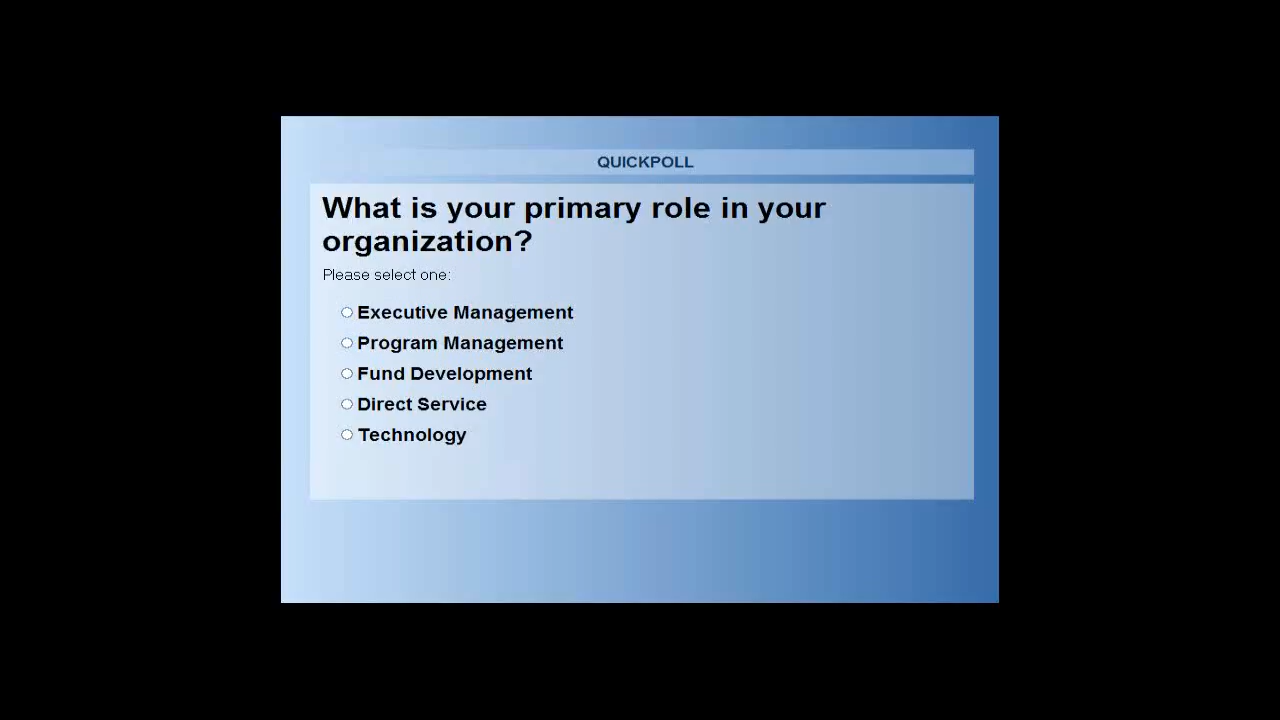 QUICKPOLL
What is your primary role in your
organization?
Please select one:
Executive Management
Program Management
Fund Development
Direct Service
Technology